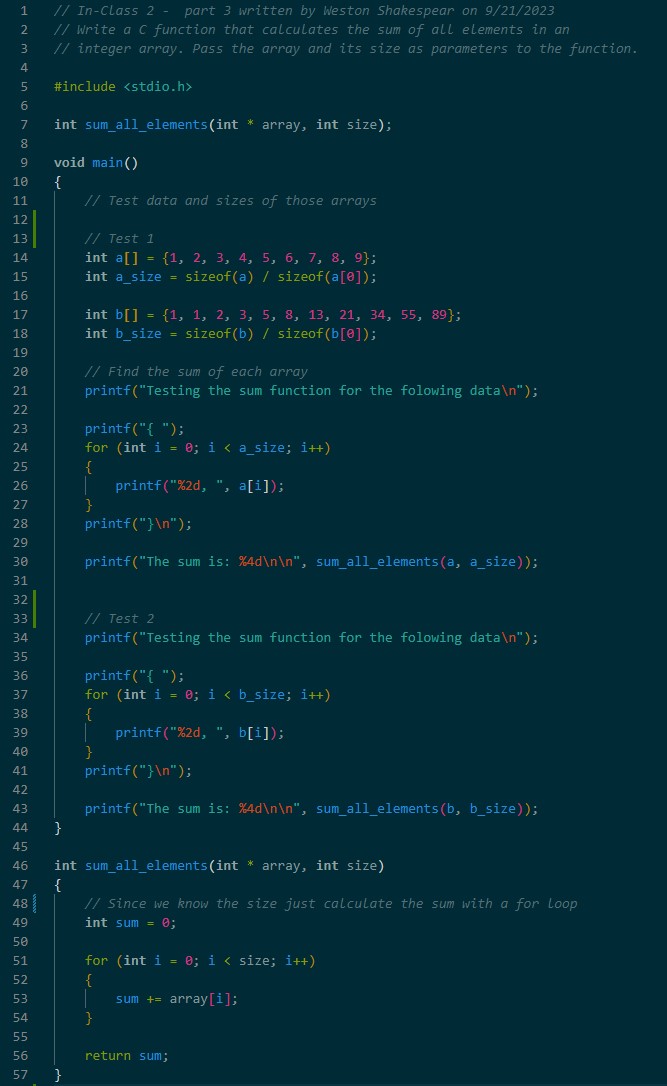 1 // In-Class 2 -  part 3 written by Weston Shakespear on 9/21/2023
2 // Write a C function that calculates the sum of all elements in an
3 // integer array. Pass the array and its size as parameters to the function.
4
5 #include <stdio.h>
6
7 int sum_all_elements(int * array, int size);
8
9 void main()
10 {
11     // Test data and sizes of those arrays
12
13     // Test 1
14     int a[] = {1, 2, 3, 4, 5, 6, 7, 8, 9};
15     int a_size = sizeof(a) / sizeof(a[0]);
16
17     int b[] = {1, 1, 2, 3, 5, 8, 13, 21, 34, 55, 89};
18     int b_size = sizeof(b) / sizeof(b[0]);
19
20     // Find the sum of each array
21     printf("Testing the sum function for the folowing data\n");
22
23     printf("{ ");
24     for (int i = 0; i < a_size; i++)
25     {
26         printf("%2d, ", a[i]);
27     }
28     printf("}\n");
29
30     printf("The sum is: %4d\n\n", sum_all_elements(a, a_size));
31
32
33     // Test 2
34     printf("Testing the sum function for the folowing data\n");
35
36     printf("{ ");
37     for (int i = 0; i < b_size; i++)
38     {
39         printf("%2d, ", b[i]);
40     }
41     printf("}\n");
42
43     printf("The sum is: %4d\n\n", sum_all_elements(b, b_size));
44 }
45
46 int sum_all_elements(int * array, int size)
47 {
48     // Since we know the size just calculate the sum with a for loop
49     int sum = 0;
50
51     for (int i = 0; i < size; i++)
52     {
53         sum += array[i];
54     }
55
56     return sum;
57 }